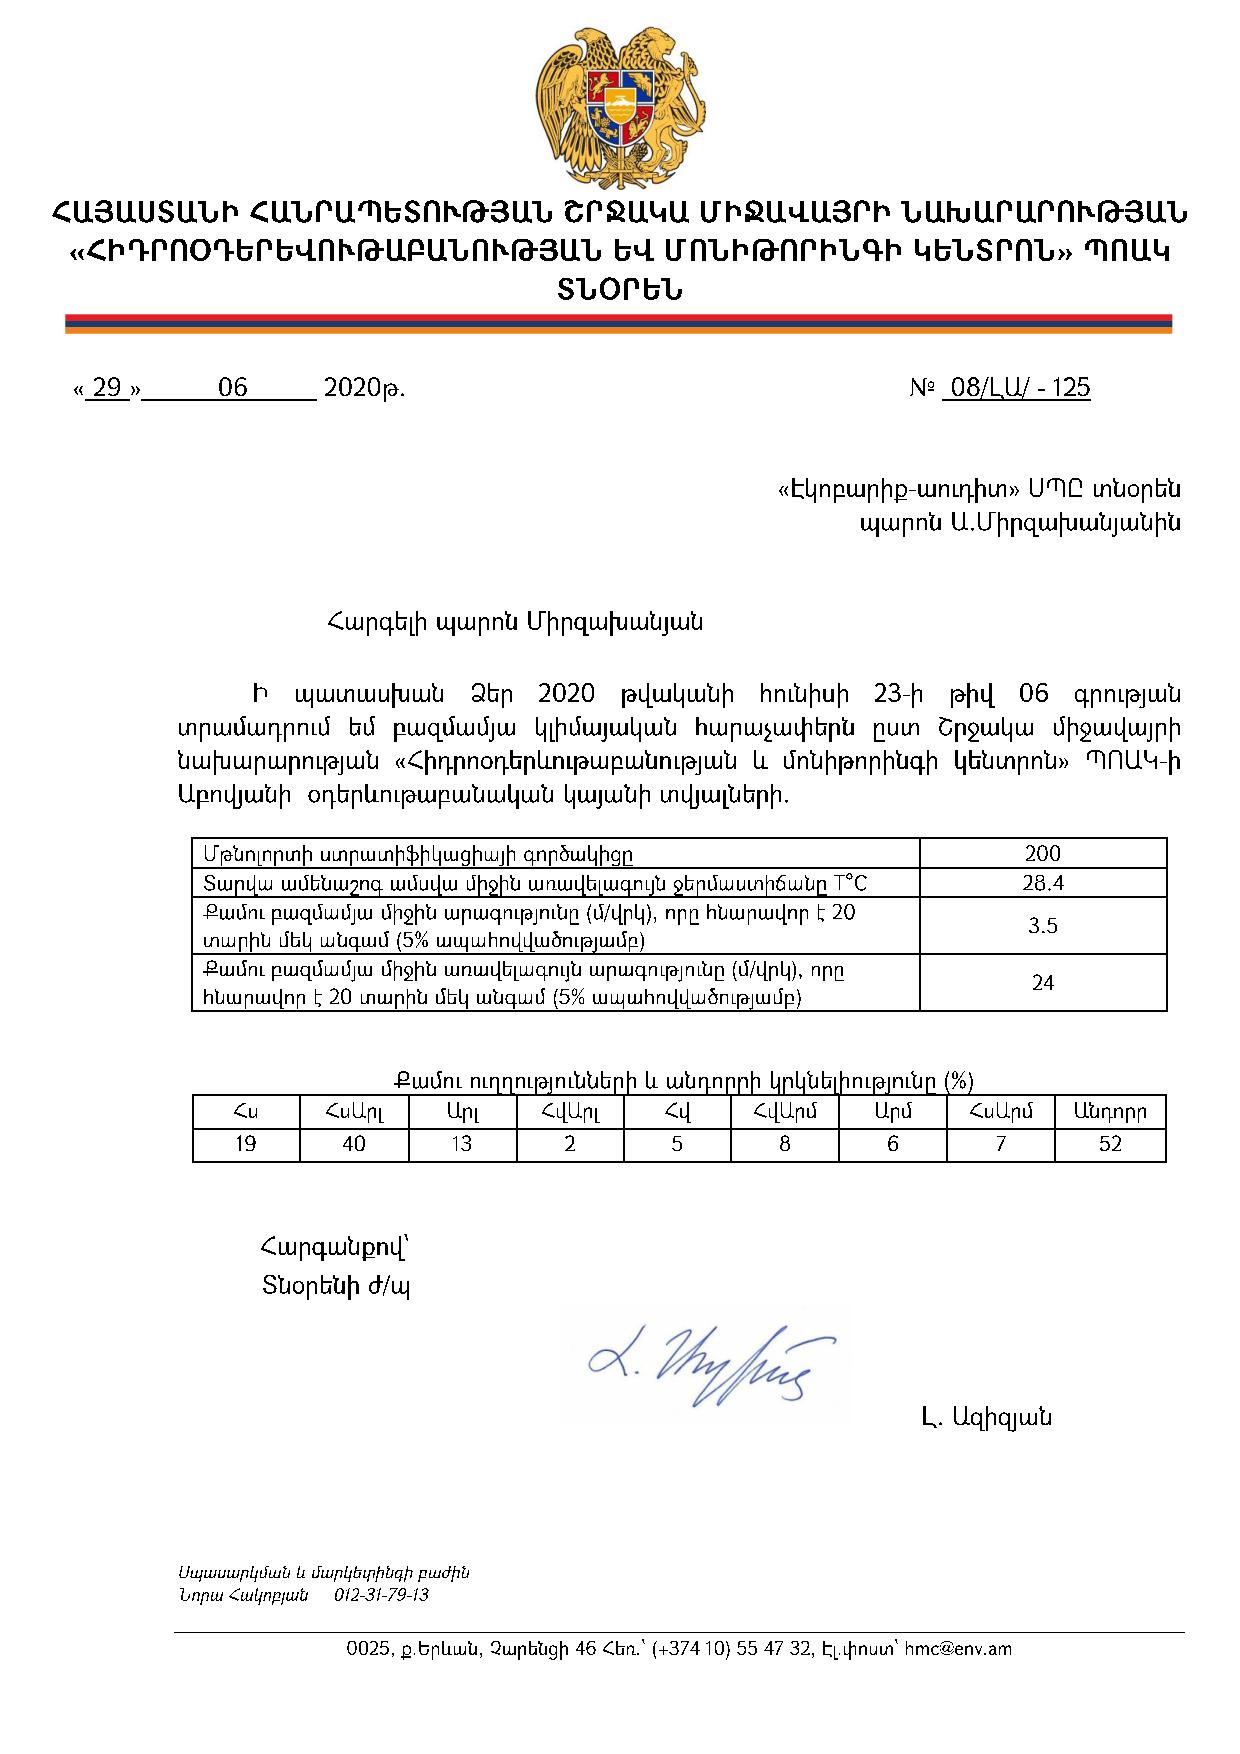 ՀԱՅԱՍՏԱՆԻ ՀԱՆՐԱՊԵՏՈՒԹՅԱՆ ՇՐՋԱԿԱ ՄԻՋԱՎԱՅՐԻ ՆԱԽԱՐԱՐՈՒԹՅԱՆ
«ՀԻԴՐՈՕԴԵՐԵՎՈՒԹԱԲԱՆՈՒԹՅԱՆ ԵՎ ՄՈՆԻԹՈՐԻՆԳԻ ԿԵՆՏՐՈՆ» ՊՈԱԿ
ՏՆՕՐԵՆ
« 29 » 06 2020թ. № 08/ԼԱ/ - 125
«Էկոբարիք-աուդիտ» ՍՊԸ տնօրեն
պարոն Ա.Միրզախանյանին
Հարգելի պարոն Միրզախանյան
Ի պատասխան Ձեր 2020 թվականի հունիսի 23-ի թիվ 06 գրության
տրամադրում եմ բազմամյա կլիմայական հարաչափերն ըստ Շրջակա միջավայրի
նախարարության «Հիդրոօդերևութաբանության և մոնիթորինգի կենտրոն» ՊՈԱԿ-ի
Աբովյանի օդերևութաբանական կայանի տվյալների.
Մթնոլորտի ստրատիֆիկացիայի գործակիցը 200
Տարվա ամենաշոգ ամսվա միջին առավելագույն ջերմաստիճանը T°C 28.4
Քամու բազմամյա միջին արագությունը (մ/վրկ), որը հնարավոր է 20
տարին մեկ անգամ (5% ապահովվածությամբ) 3.5
Քամու բազմամյա միջին առավելագույն արագությունը (մ/վրկ), որը
հնարավոր է 20 տարին մեկ անգամ (5% ապահովվածությամբ) 24
Քամու ուղղությունների և անդորրի կրկնելիությունը (%)
Հս ՀսԱրլ Արլ ՀվԱրլ Հվ ՀվԱրմ Արմ ՀսԱրմ Անդորր
19 40 13 2 5 8 6 7 52
Հարգանքով՝
Տնօրենի ժ/պ
Լ. Ազիզյան
Սպասարկման և մարկետինգի բաժին
Նորա Հակոբյան 012-31-79-13
0025, ք.Երևան, Չարենցի 46 Հեռ.՝ (+374 10) 55 47 32, Էլ.փոստ՝ hmc@env.am